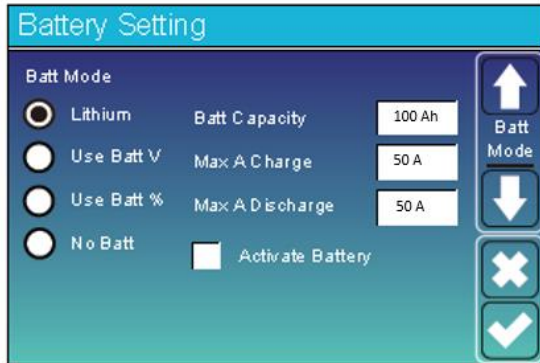 Battery Setting
Batt Mode
Lithium
Batt Capacity
100 Ah
Use Batt V
Max A Charge
50 A
Use Batt %
Max A Discharge
50 A
No Batt
Activate Battery
Batt
Mode